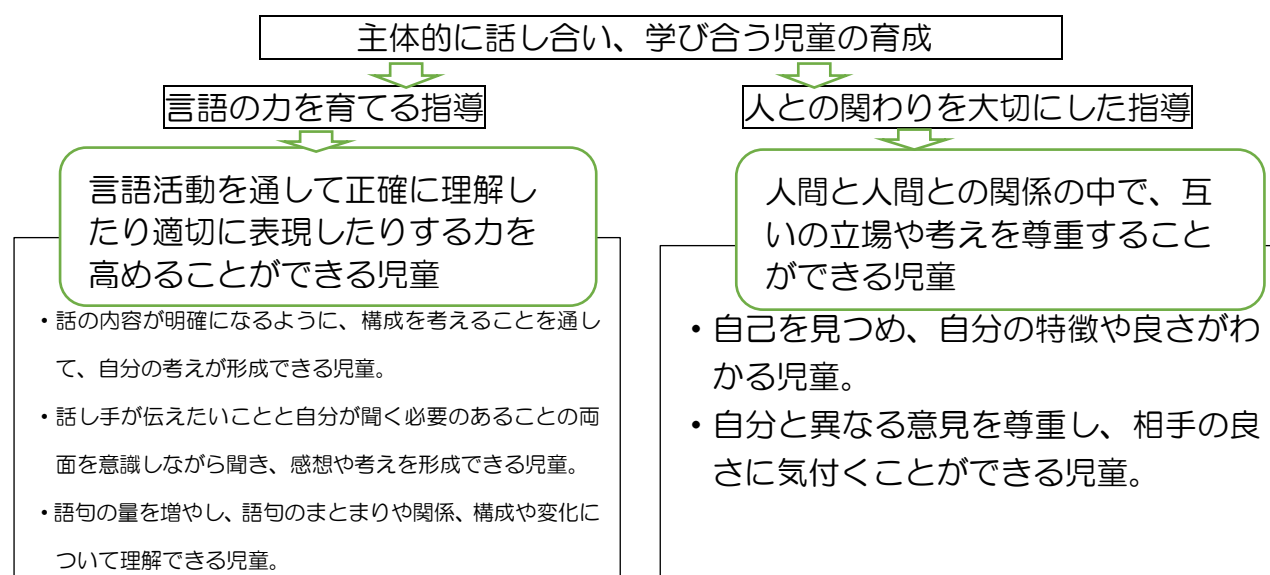 主体的に話し合い、学び合う児童の育成
言語の力を育てる指導
言語活動を通して正確に理解し
たり適切に表現したりする力を
高めることができる児童
・話の内容が明確になるように、構成を考えることを通し
て、自分の考えが形成できる児童。
・話し手が伝えたいことと自分が聞く必要のあることの両
面を意識しながら聞き、感想や考えを形成できる児童。
・語句の量を増やし、語句のまとまりや関係、構成や変化に
ついて理解できる児童。
人との関わりを大切にした指導
人間と人間との関係の中で、互
いの立場や考えを尊重すること
ができる児童
・自己を見つめ、自分の特徴や良さがわ
かる児童。
・自分と異なる意見を尊重し、相手の良
さに気付くことができる児童。